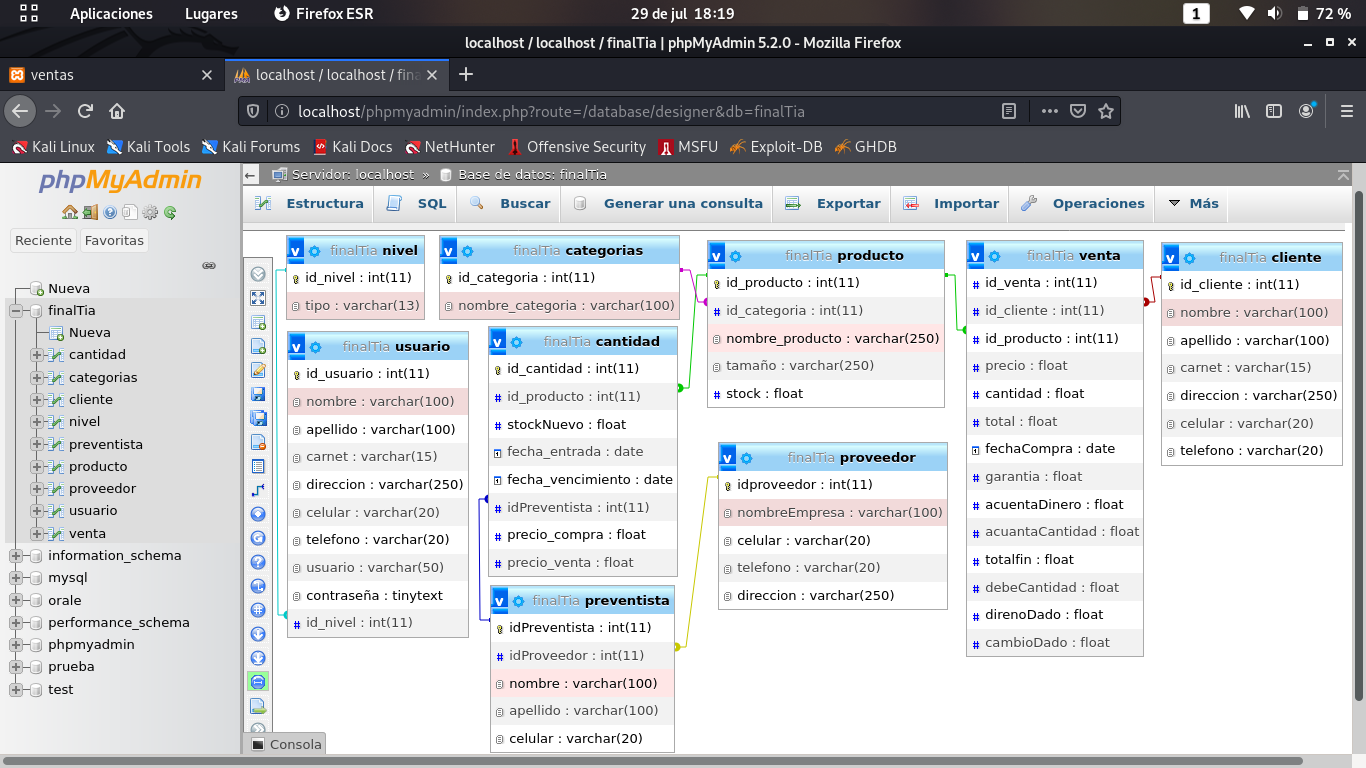 Aplicaciones Lugares Firefox ESR 29 de jul 18:19 1 72 %
localhost / localhost / finalTia | phpMyAdmin 5.2.0 - Mozilla Firefox
ventas
localhost / localhost / fina
localhost/phpmyadmin/index.php?route=/database/designer&db=finalTia
Kali Linux Kali Tools Kali Forums Kali Docs NetHunter Offensive Security MSFU Exploit-DB GHDB
phpMyAdmin
Reciente Favoritas
Nueva
finalTia
Nueva
cantidad
categorias
cliente
nivel
preventista
producto
proveedor
usuario
venta
information_schema
mysql
orale
performance_schema
phpmyadmin
prueba
test
Servidor: localhost » Base de datos: finalTia
Estructura SQL Buscar Generar una consulta Exportar Importar Operaciones Más
finalTia nivel
id_nivel : int(11)
tipo : varchar(13)
finalTia categorias
id_categoria : int(11)
nombre_categoria : varchar(100)
finalTia producto
id_producto : int(11)
id_categoria : int(11)
nombre_producto : varchar(250)
tamaño : varchar(250)
stock : float
finalTia venta
id_venta : int(11)
id_cliente : int(11)
id_producto : int(11)
precio : float
cantidad : float
total : float
fechaCompra : date
garantia : float
acuentaDinero : float
acuantaCantidad : float
totalfin : float
debeCantidad : float
direnoDado : float
cambioDado : float
finalTia cliente
id_cliente : int(11)
nombre : varchar(100)
apellido : varchar(100)
carnet : varchar(15)
direccion : varchar(250)
celular : varchar(20)
telefono : varchar(20)
finalTia usuario
id_usuario : int(11)
nombre : varchar(100)
apellido : varchar(100)
carnet : varchar(15)
direccion : varchar(250)
celular : varchar(20)
telefono : varchar(20)
usuario : varchar(50)
contraseña : tinytext
id_nivel : int(11)
finalTia cantidad
id_cantidad : int(11)
id_producto : int(11)
stockNuevo : float
fecha_entrada : date
fecha_vencimiento : date
idPreventista : int(11)
precio_compra : float
precio_venta : float
finalTia proveedor
idproveedor : int(11)
nombreEmpresa : varchar(100)
celular : varchar(20)
telefono : varchar(20)
direccion : varchar(250)
finalTia preventista
idPreventista : int(11)
idProveedor : int(11)
nombre : varchar(100)
apellido : varchar(100)
celular : varchar(20)
Consola